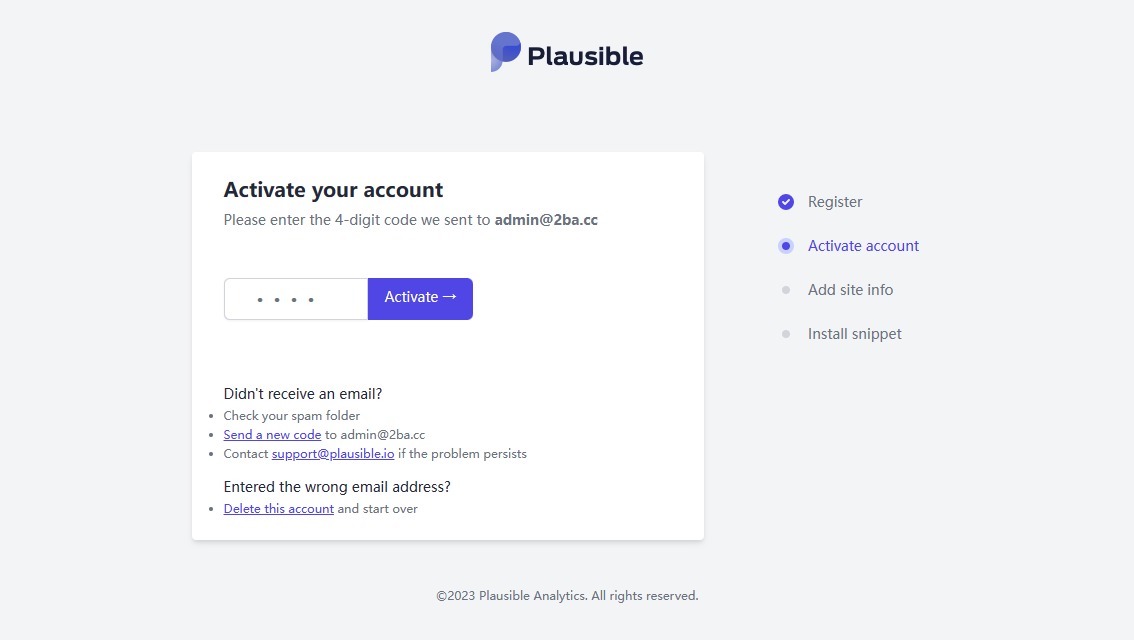 Plausible
Activate your account
Please enter the 4-digit code we sent to admin@2ba.cc
Activate →
Didn't receive an email?
Check your spam folder
Send a new code to admin@2ba.cc
Contact support@plausible.io if the problem persists
Entered the wrong email address?
Delete this account and start over
Register
Activate account
Add site info
Install snippet
©2023 Plausible Analytics. All rights reserved.